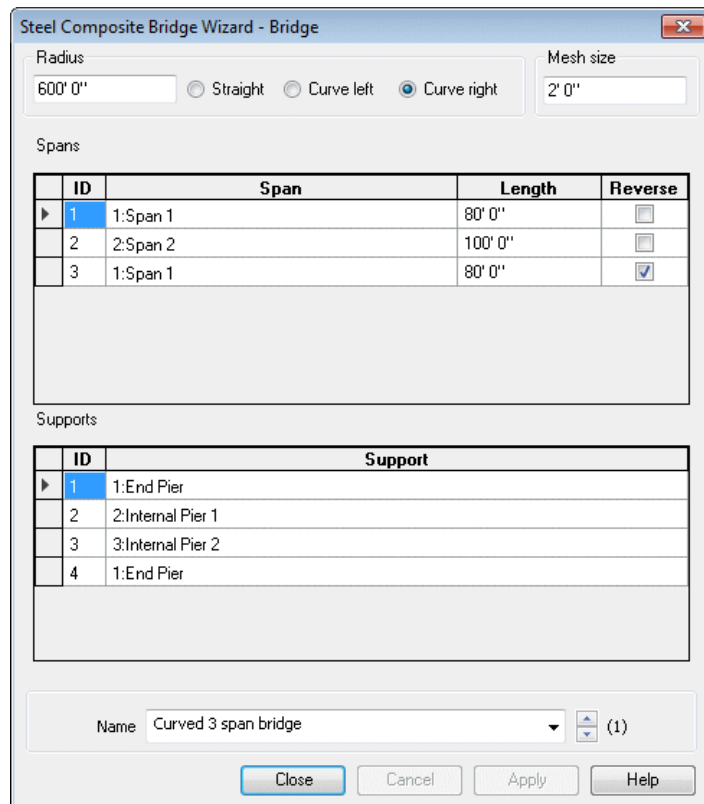 Steel Composite Bridge Wizard - Bridge
Radius
Mesh size
600' 0" Straight Curve left Curve right 2' 0"
Spans
ID Span Length Reverse
1 1:Span 1 80' 0"
2 2:Span 2 100' 0"
3 1:Span 1 80' 0"
Supports
ID Support
1 1:End Pier
2 2:Internal Pier 1
3 3:Internal Pier 2
4 1:End Pier
Name Curved 3 span bridge (1)
Close Cancel Apply Help